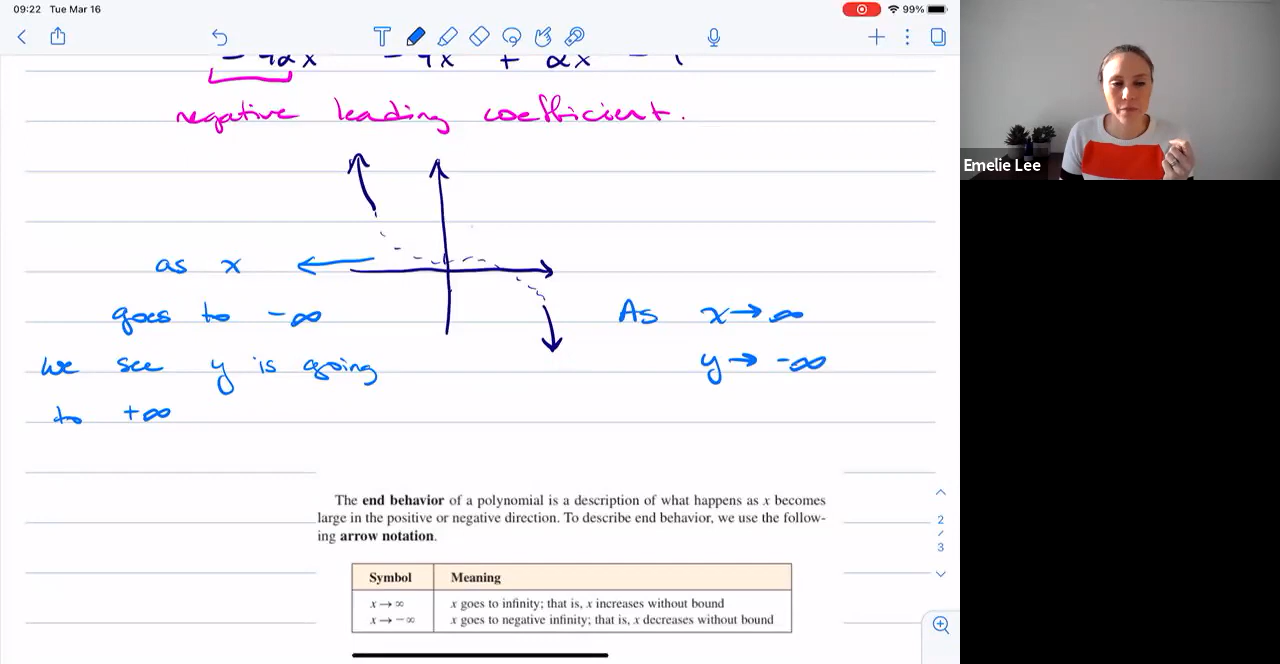 09:22 Tue Mar 16
99%
T
negative leading coefficient.
Emelie Lee
as x
goes to -∞
we see y is going
to +∞
As x→∞
y→ -∞
The end behavior of a polynomial is a description of what happens as x becomes
large in the positive or negative direction. To describe end behavior, we use the follow-
ing arrow notation.
Symbol Meaning
x→∞ x goes to infinity; that is, x increases without bound
x→-∞ x goes to negative infinity; that is, x decreases without bound
2
/
3